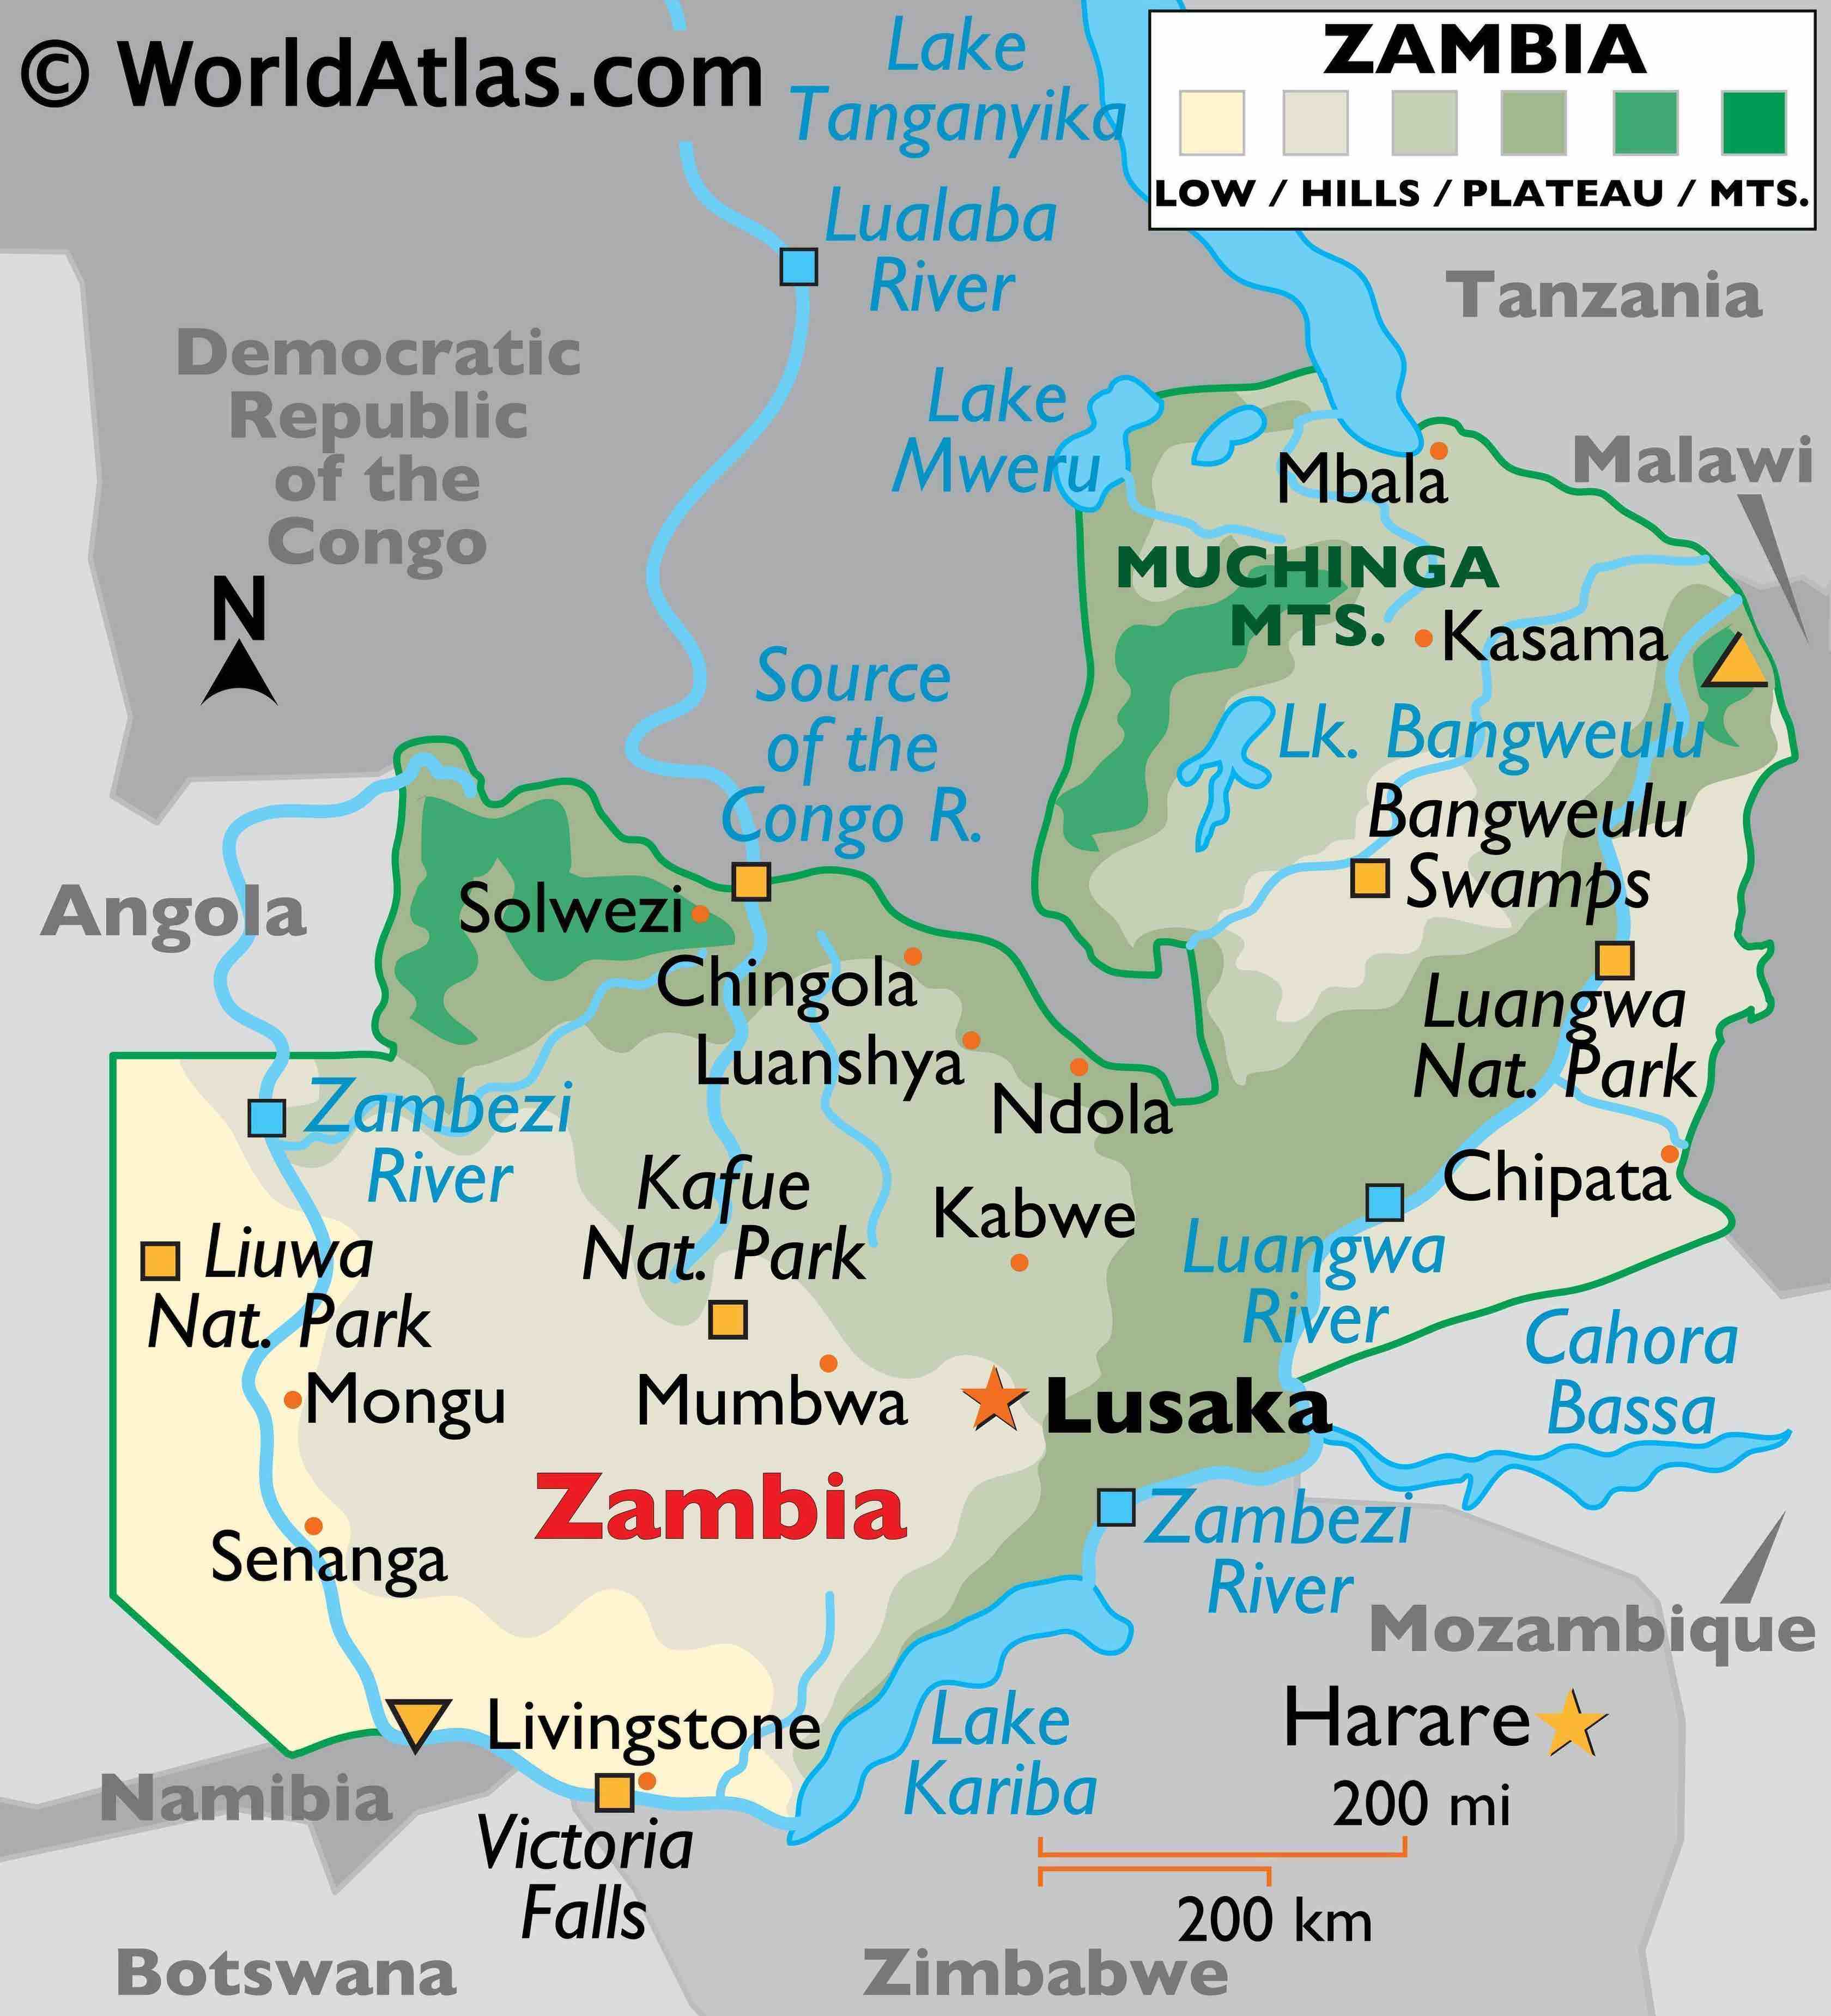 © WorldAtlas.com
ZAMBIA
LOW / HILLS / PLATEAU / MTS.
Lake
Tanganyika
Lualaba
River
Tanzania
Democratic
Republic
of the
Congo
Lake
Mweru
Mbala
Malawi
MUCHINGA
MTS.
Kasama
N
Source
of the
Congo R.
Lk. Bangweulu
Bangweulu
Swamps
Angola
Solwezi
Chingola
Luanshya
Ndola
Luangwa
Nat. Park
Zambezi
River
Kafue
Nat. Park
Kabwe
Chipata
Luangwa
River
Liuwa
Nat. Park
Mongu
Mumbwa
Lusaka
Cahora
Bassa
Zambia
Senanga
Zambezi
River
Mozambique
Livingstone
Lake
Kariba
Harare
Namibia
Victoria
Falls
200 mi
200 km
Botswana
Zimbabwe